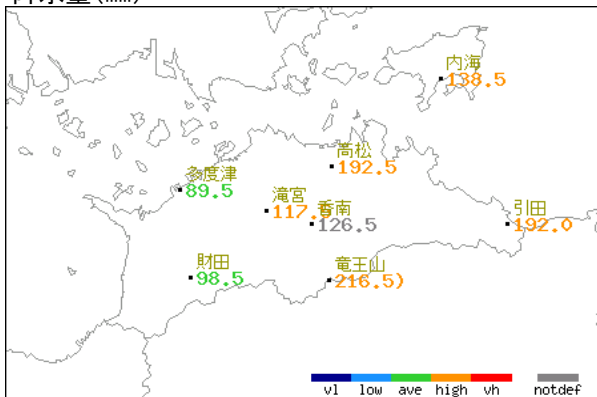 内海
138.5
高松
192.5
多度津
89.5
滝宮
117.
香南
126.5
引田
192.0
財田
98.5
竜王山
216.5)
vl low ave high vh notdef